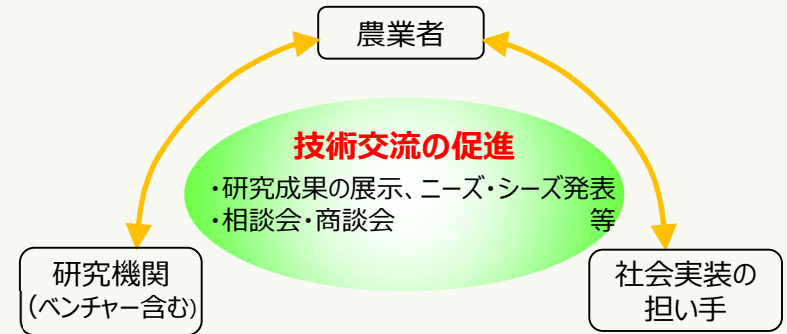 農業者
技術交流の促進
・研究成果の展示、ニーズ・シーズ発表
・相談会・商談会 等
研究機関
(ベンチャー含む)
社会実装の
担い手